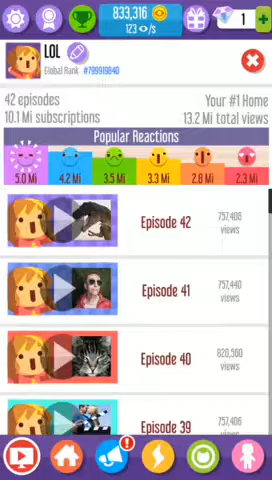 833,316
123 /s
1
LOL
Global Rank #799919840
42 episodes
Your #1 Home
10.1 Mi subscriptions
13.2 Mi total views
Popular Reactions
5.0 Mi
4.2 Mi
3.5 Mi
3.3 Mi
2.8 Mi
2.3 Mi
Episode 42
757,408
views
Episode 41
757,440
views
Episode 40
views
Episode 39
757,406
views